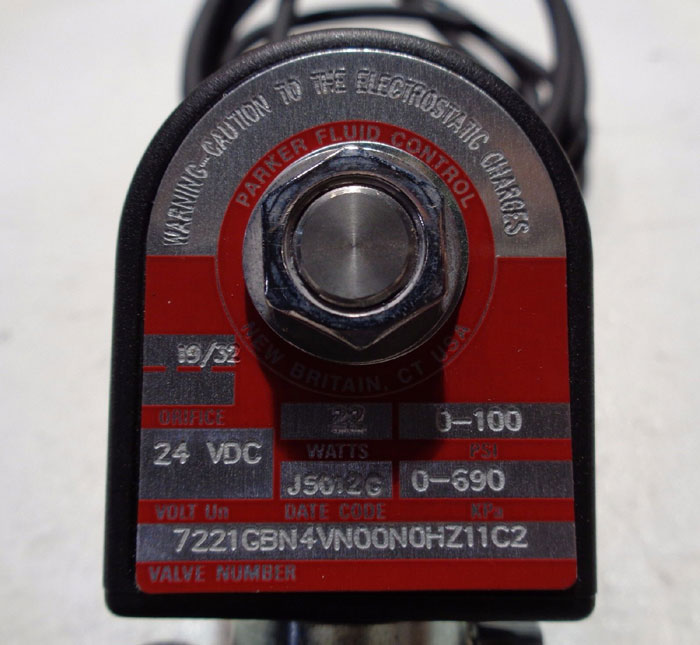 WARNING-CAUTION TO THE ELECTROSTATIC CHARGES
PARKER FLUID CONTROL
NEW BRITAIN, CT USA
19/32
ORIFICE
22
WATTS
0-100
PSI
24 VDC
VOLT Un
J5012G
DATE CODE
0-690
KPa
7221GBN4VN00N0HZ11C2
VALVE NUMBER